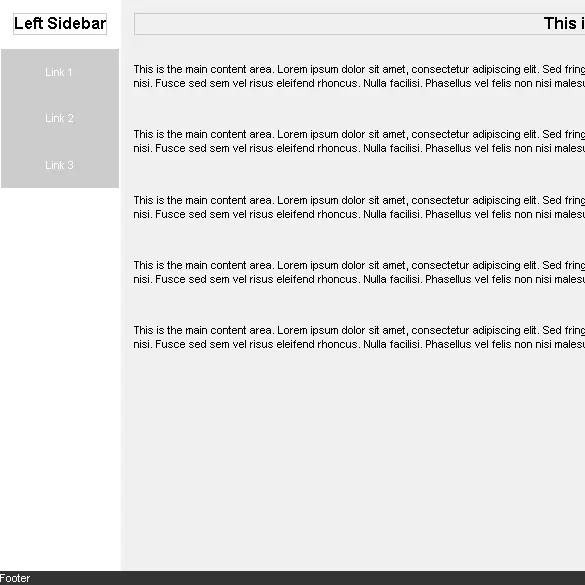 Left Sidebar
Link 1
Link 2
Link 3
This i
This is the main content area. Lorem ipsum dolor sit amet, consectetur adipiscing elit. Sed fring
nisi. Fusce sed sem vel risus eleifend rhoncus. Nulla facilisi. Phasellus vel felis non nisi malesu
This is the main content area. Lorem ipsum dolor sit amet, consectetur adipiscing elit. Sed fring
nisi. Fusce sed sem vel risus eleifend rhoncus. Nulla facilisi. Phasellus vel felis non nisi malesu
This is the main content area. Lorem ipsum dolor sit amet, consectetur adipiscing elit. Sed fring
nisi. Fusce sed sem vel risus eleifend rhoncus. Nulla facilisi. Phasellus vel felis non nisi malesu
This is the main content area. Lorem ipsum dolor sit amet, consectetur adipiscing elit. Sed fring
nisi. Fusce sed sem vel risus eleifend rhoncus. Nulla facilisi. Phasellus vel felis non nisi malesu
This is the main content area. Lorem ipsum dolor sit amet, consectetur adipiscing elit. Sed fring
nisi. Fusce sed sem vel risus eleifend rhoncus. Nulla facilisi. Phasellus vel felis non nisi malesu
Footer